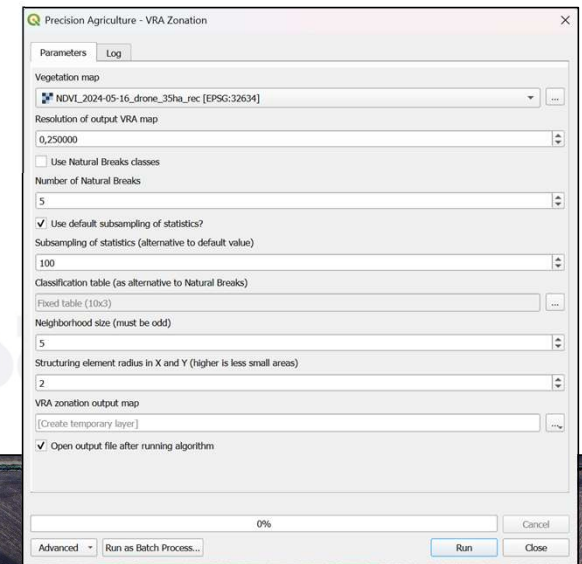 Precision Agriculture - VRA Zonation
Parameters
Log
Vegetation map
NDVI_2024-05-16_drone_35ha_rec [EPSG:32634]
...
Resolution of output VRA map
0,250000
Use Natural Breaks classes
Number of Natural Breaks
5
Use default subsampling of statistics?
Subsampling of statistics (alternative to default value)
100
Classification table (as alternative to Natural Breaks)
Fixed table (10x3)
...
Neighborhood size (must be odd)
5
Structuring element radius in X and Y (higher is less small areas)
2
VRA zonation output map
[Create temporary layer]
...
Open output file after running algorithm
0%
Cancel
Advanced
Run as Batch Process...
Run
Close